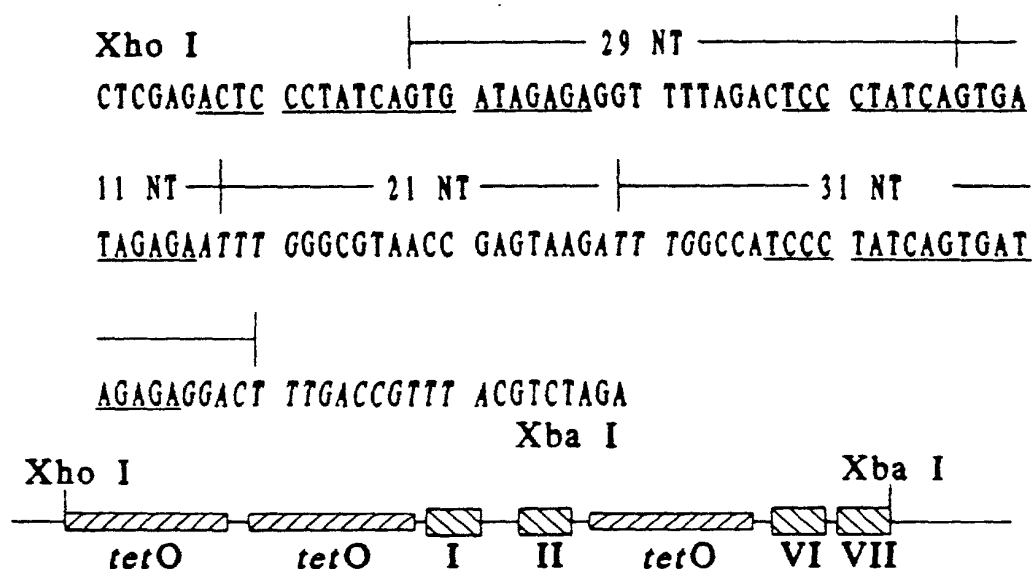 Xho I 29 NT
CTCGAGACTC CCTATCAGTG ATAGAGAGGT TTTAGACTCC CTATCAGTGA
11 NT 21 NT 31 NT
TAGAGAATTT GGGCGTAACC GAGTAAGATT TGGCCATCCC TATCAGTGAT
AGAGAGGACT TTGACCGTTT ACGTCTAGA
Xba I
Xho I Xba I
tetO tetO I II tetO VI VII